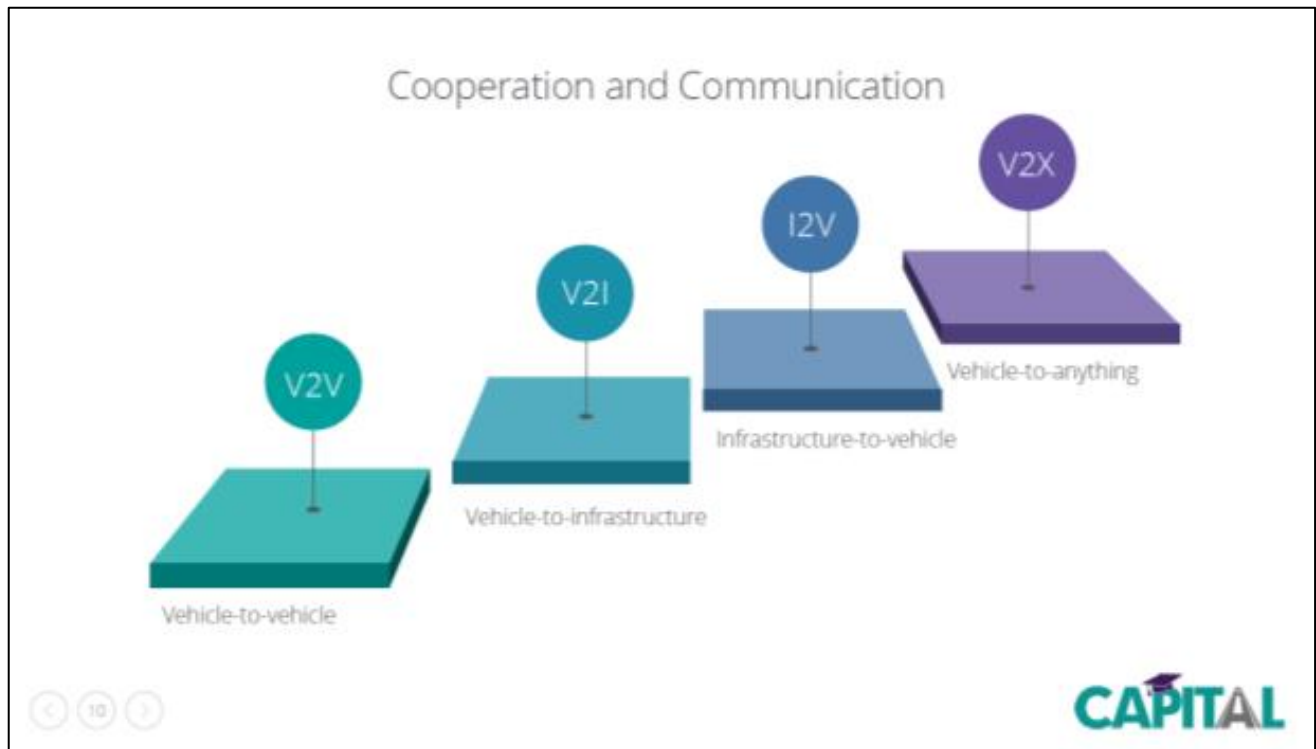 Cooperation and Communication
V2X
I2V
V2I
V2V
Vehicle-to-anything
Infrastructure-to-vehicle
Vehicle-to-infrastructure
Vehicle-to-vehicle
10
CAPITAL